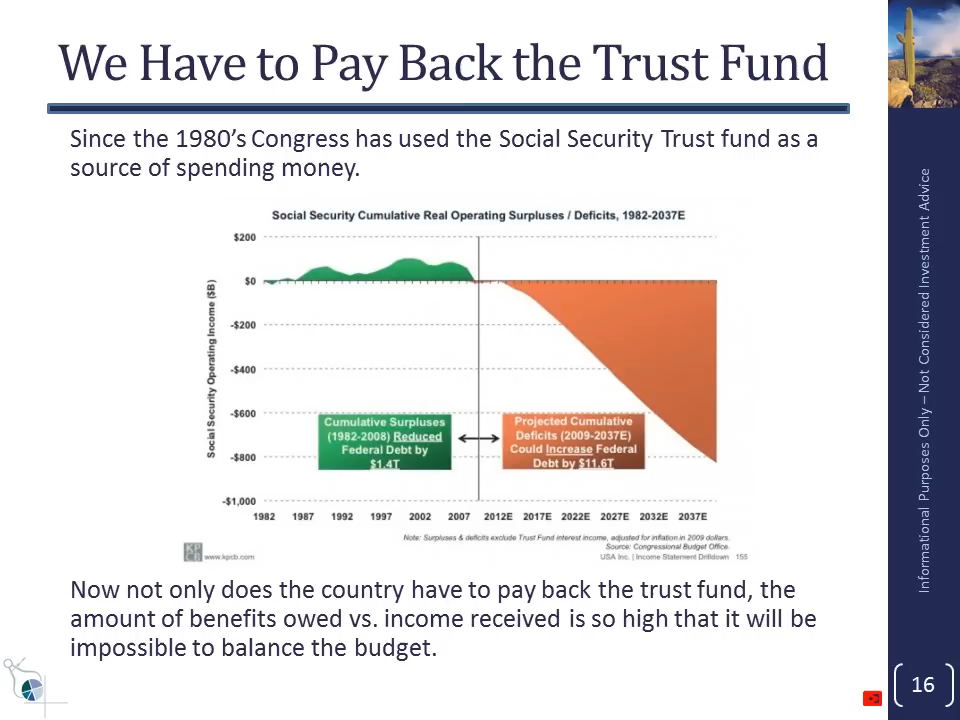 We Have to Pay Back the Trust Fund
Since the 1980's Congress has used the Social Security Trust fund as a
source of spending money.
Social Security Cumulative Real Operating Surpluses / Deficits, 1982-2037E
Social Security Operating Income ($B)
$200
$0
-$200
-$400
-$600
-$800
-$1,000
Cumulative Surpluses
(1982-2008) Reduced
Federal Debt by
$1.4T
Projected Cumulative
Deficits (2009-2037E)
Could Increase Federal
Debt by $11.6T
1982 1987 1992 1997 2002 2007 2012E 2017E 2022E 2027E 2032E 2037E
Note: Surpluses & deficits exclude Trust Fund interest income, adjusted for inflation in 2009 dollars.
Source: Congressional Budget Office.
KP
CB
www.kpcb.com
USA Inc. | Income Statement Drilldown 155
Now not only does the country have to pay back the trust fund, the
amount of benefits owed vs. income received is so high that it will be
impossible to balance the budget.
Informational Purposes Only – Not Considered Investment Advice
16